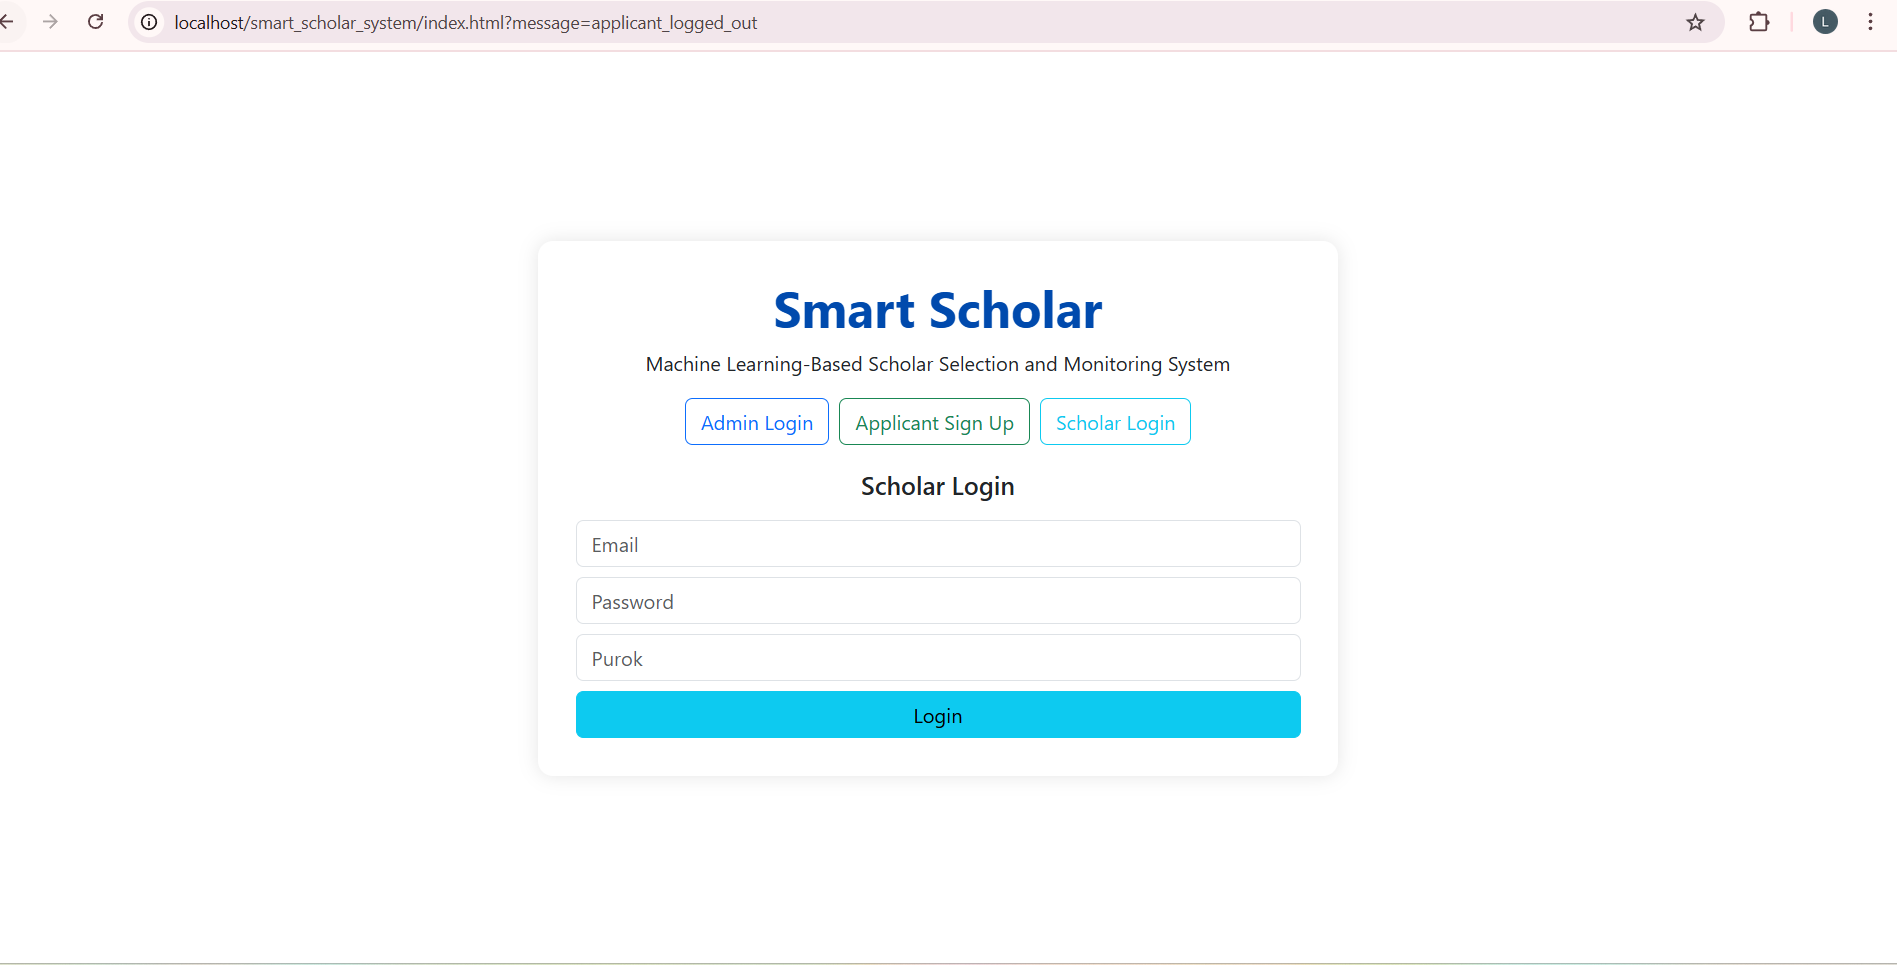 localhost/smart_scholar_system/index.html?message=applicant_logged_out
L
Smart Scholar
Machine Learning-Based Scholar Selection and Monitoring System
Admin Login Applicant Sign Up Scholar Login
Scholar Login
Email
Password
Purok
Login